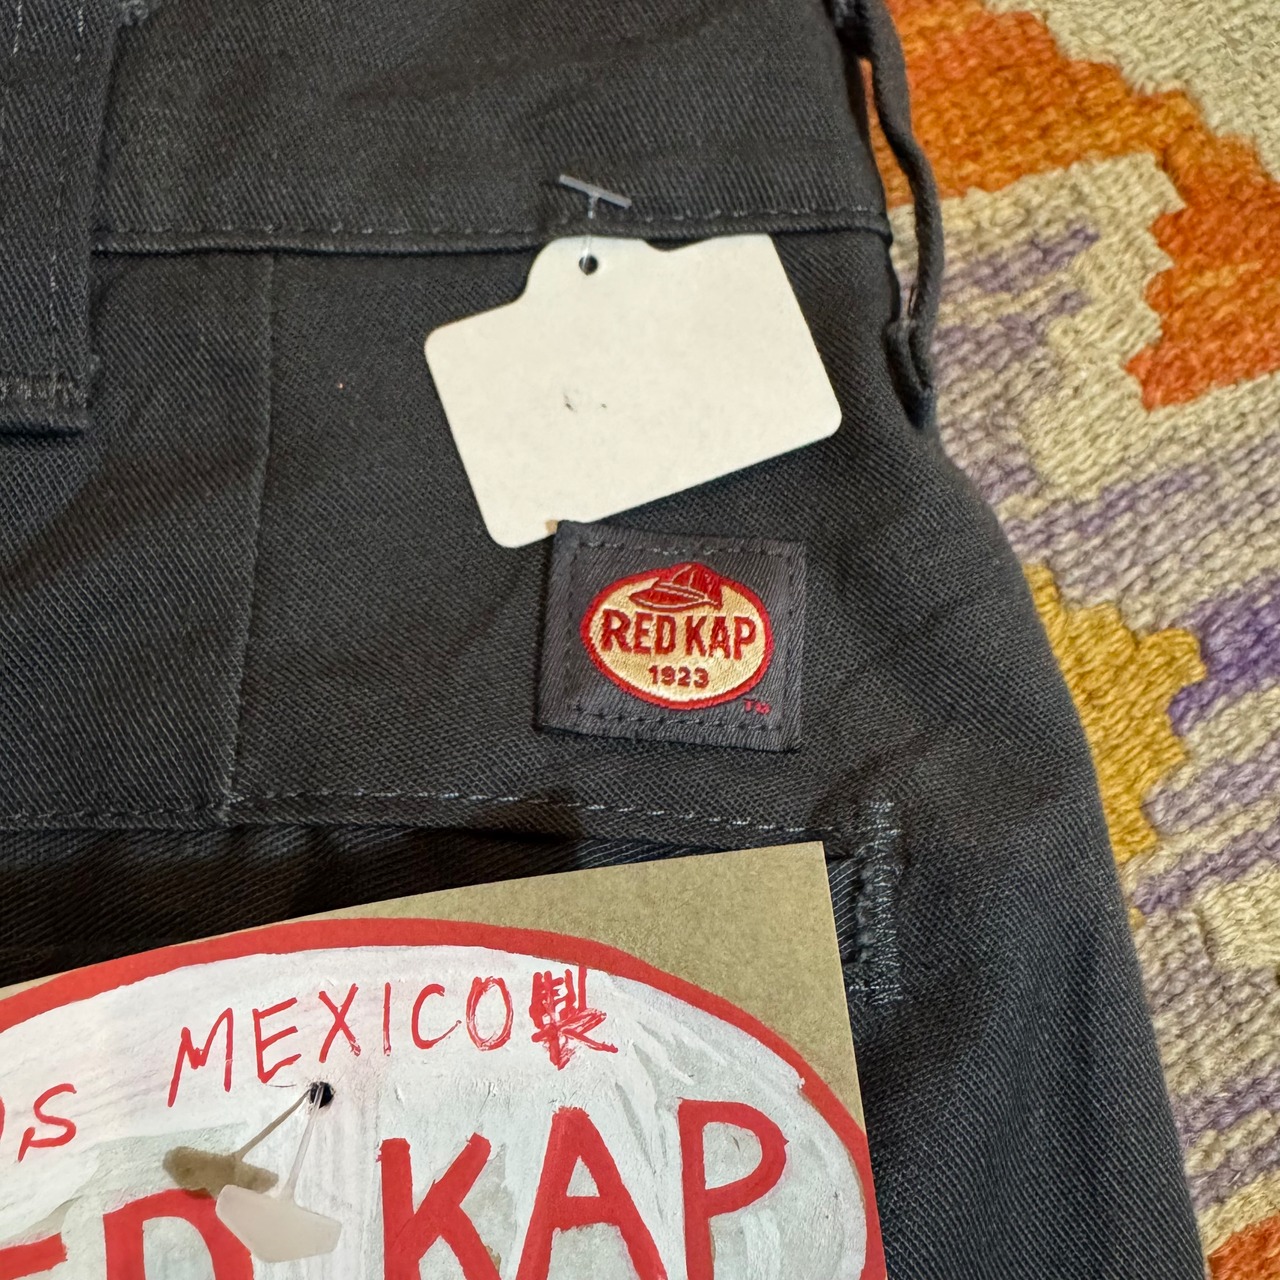 RED KAP
1923
TM
MEXICO製
KAP